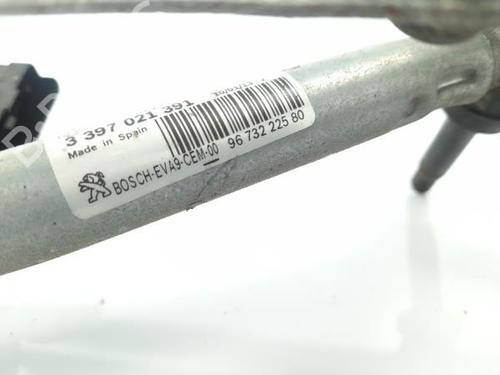 3 397 021 391
Made in Spain
BOSCH-EVA9-CEM-00 96 732 225 80